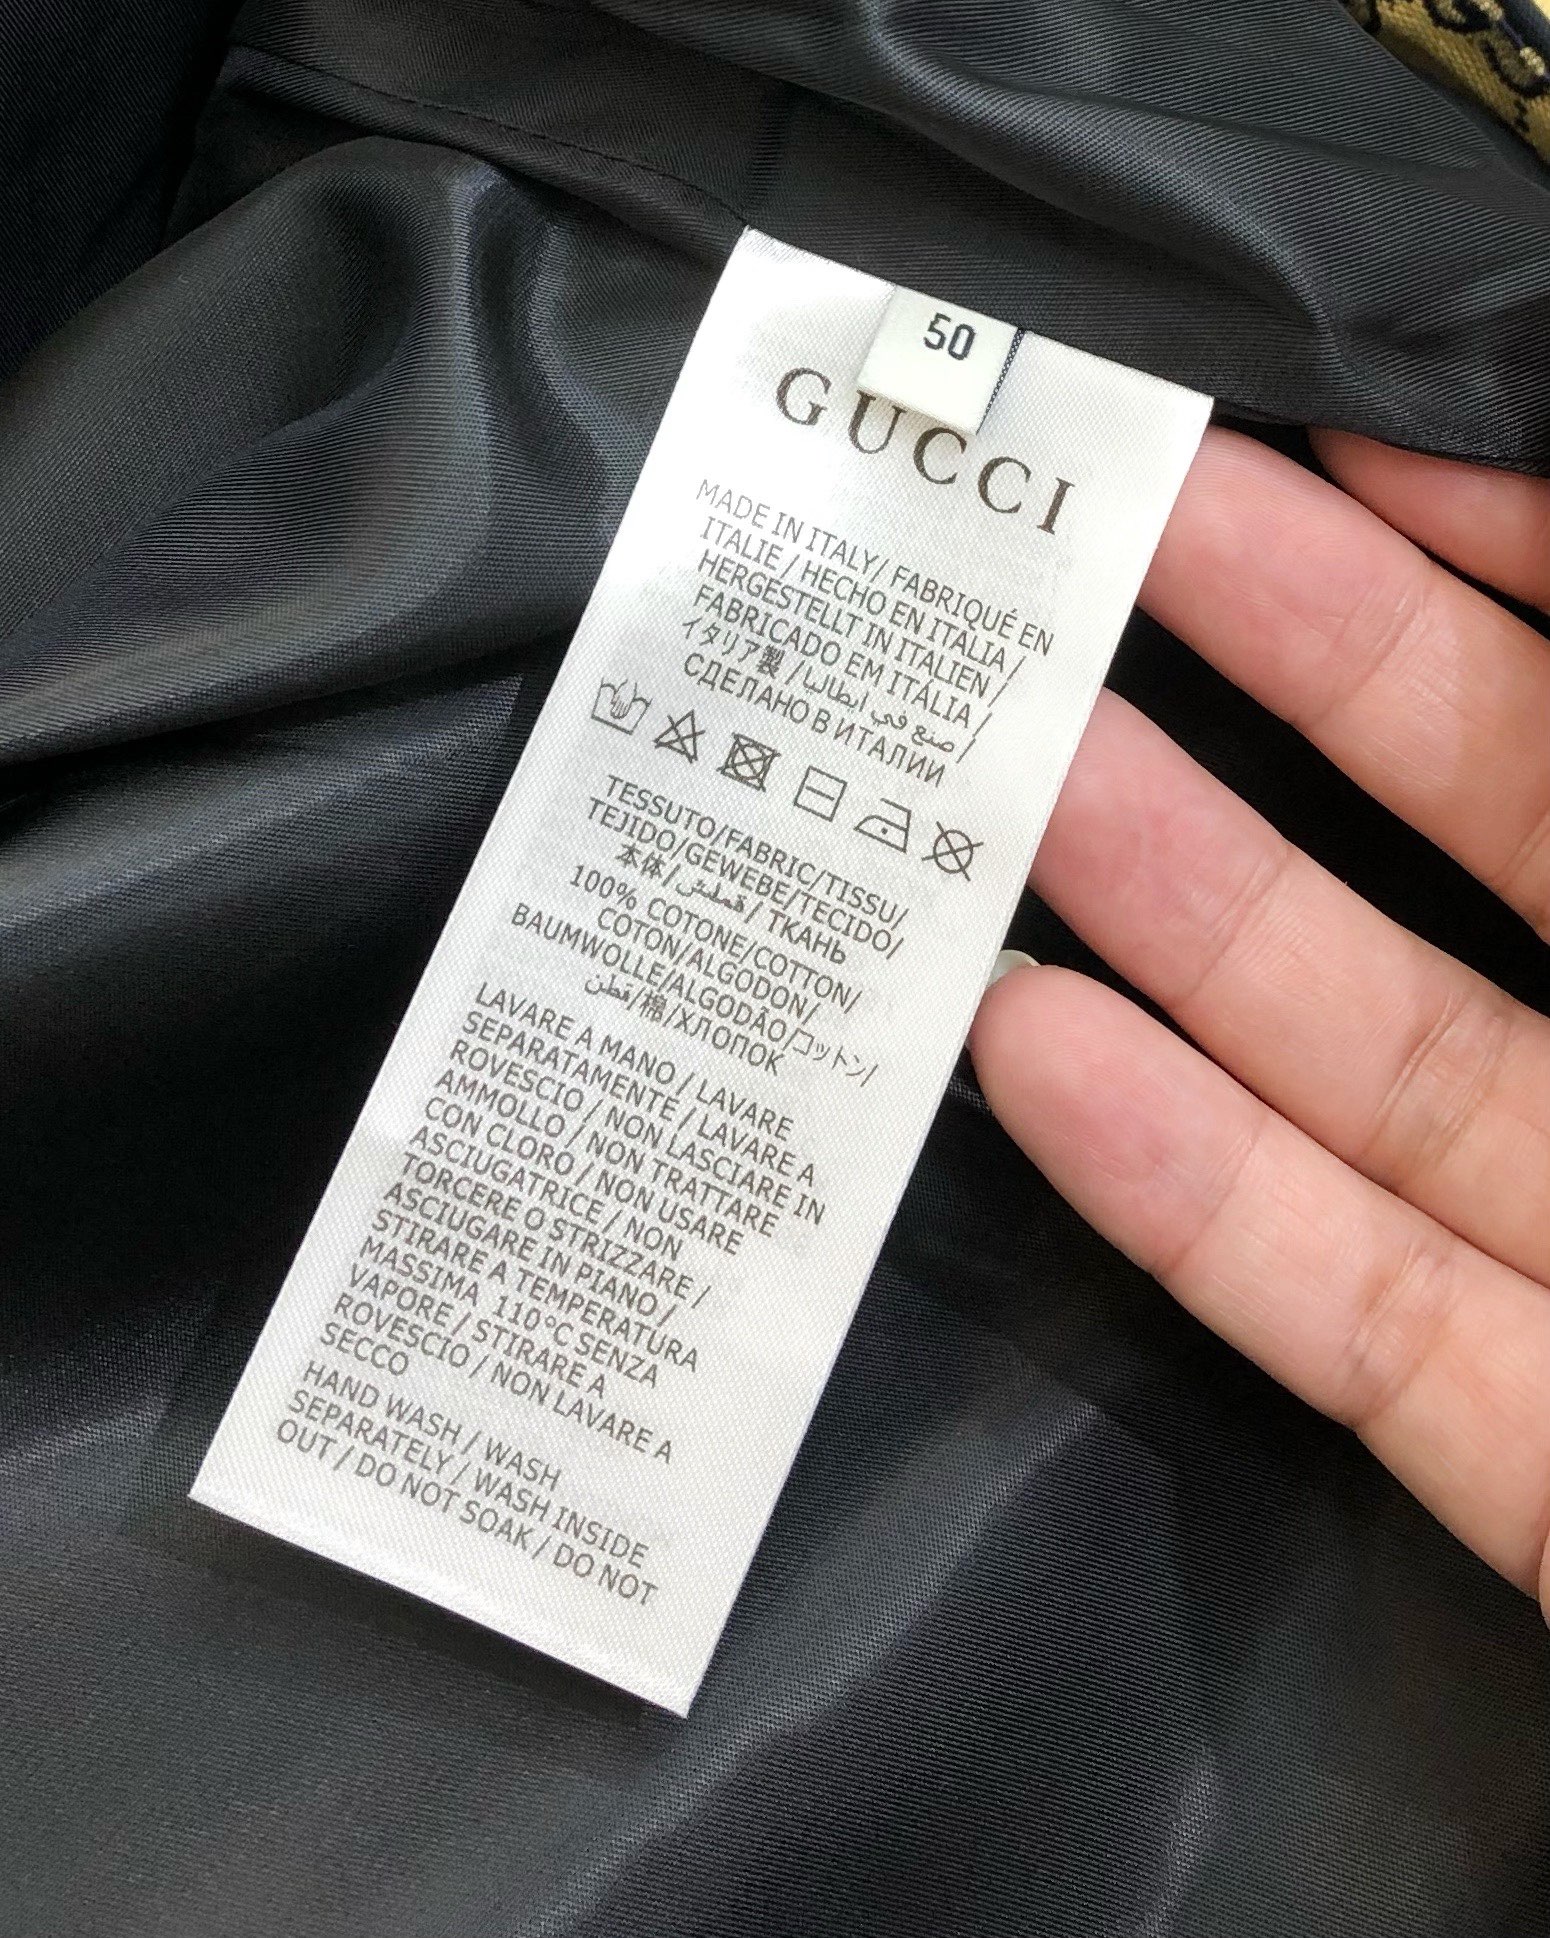 50
GUCCI
MADE IN ITALY/ FABRIQUÉ EN
ITALIE / HECHO EN ITALIA /
HERGESTELLT IN ITALIEN /
FABRICADO EM ITÁLIA /
イタリア製 / صنع في ايطاليا /
СДЕЛАНО В ИТАЛИИ
TESSUTO/FABRIC/TISSU/
TEJIDO/GEWEBE/TECIDO/
本体/قماش/ ТКАНЬ
100% COTONE/COTTON/
COTON/ALGODON/
BAUMWOLLE/ALGODÃO/コットン/
قطن/棉/ХЛОПОК
LAVARE A MANO / LAVARE
SEPARATAMENTE / LAVARE A
ROVESCIO / NON LASCIARE IN
AMMOLLO / NON TRATTARE
CON CLORO / NON USARE
ASCIUGATRICE / NON
TORCERE O STRIZZARE /
ASCIUGARE IN PIANO /
STIRARE A TEMPERATURA
MASSIMA 110°C SENZA
VAPORE / STIRARE A
ROVESCIO / NON LAVARE A
SECCO
HAND WASH / WASH
SEPARATELY / WASH INSIDE
OUT / DO NOT SOAK / DO NOT